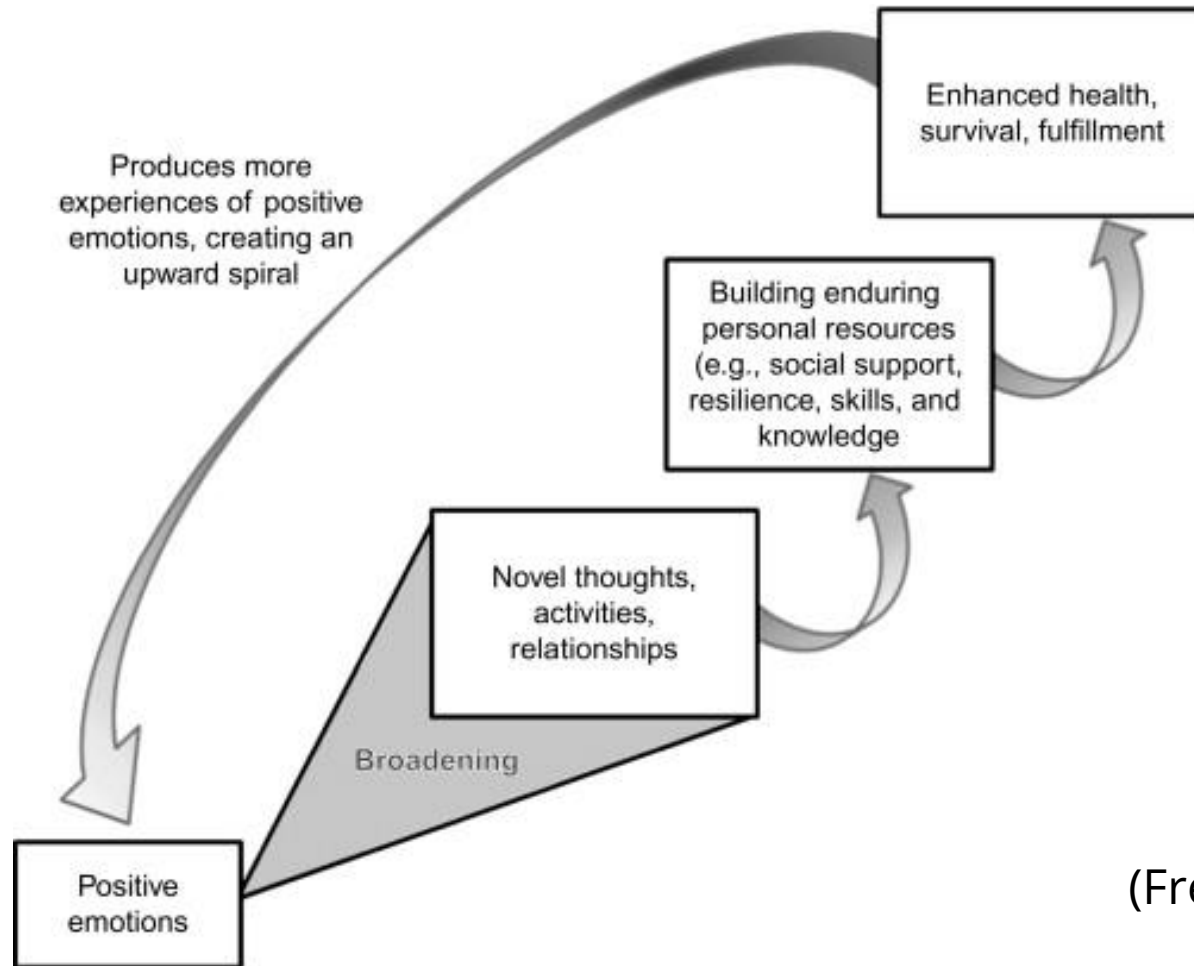 Enhanced health,
survival, fulfillment
Produces more
experiences of positive
emotions, creating an
upward spiral
Building enduring
personal resources
(e.g., social support,
resilience, skills, and
knowledge
Novel thoughts,
activities,
relationships
Broadening
Positive
emotions
(Fre